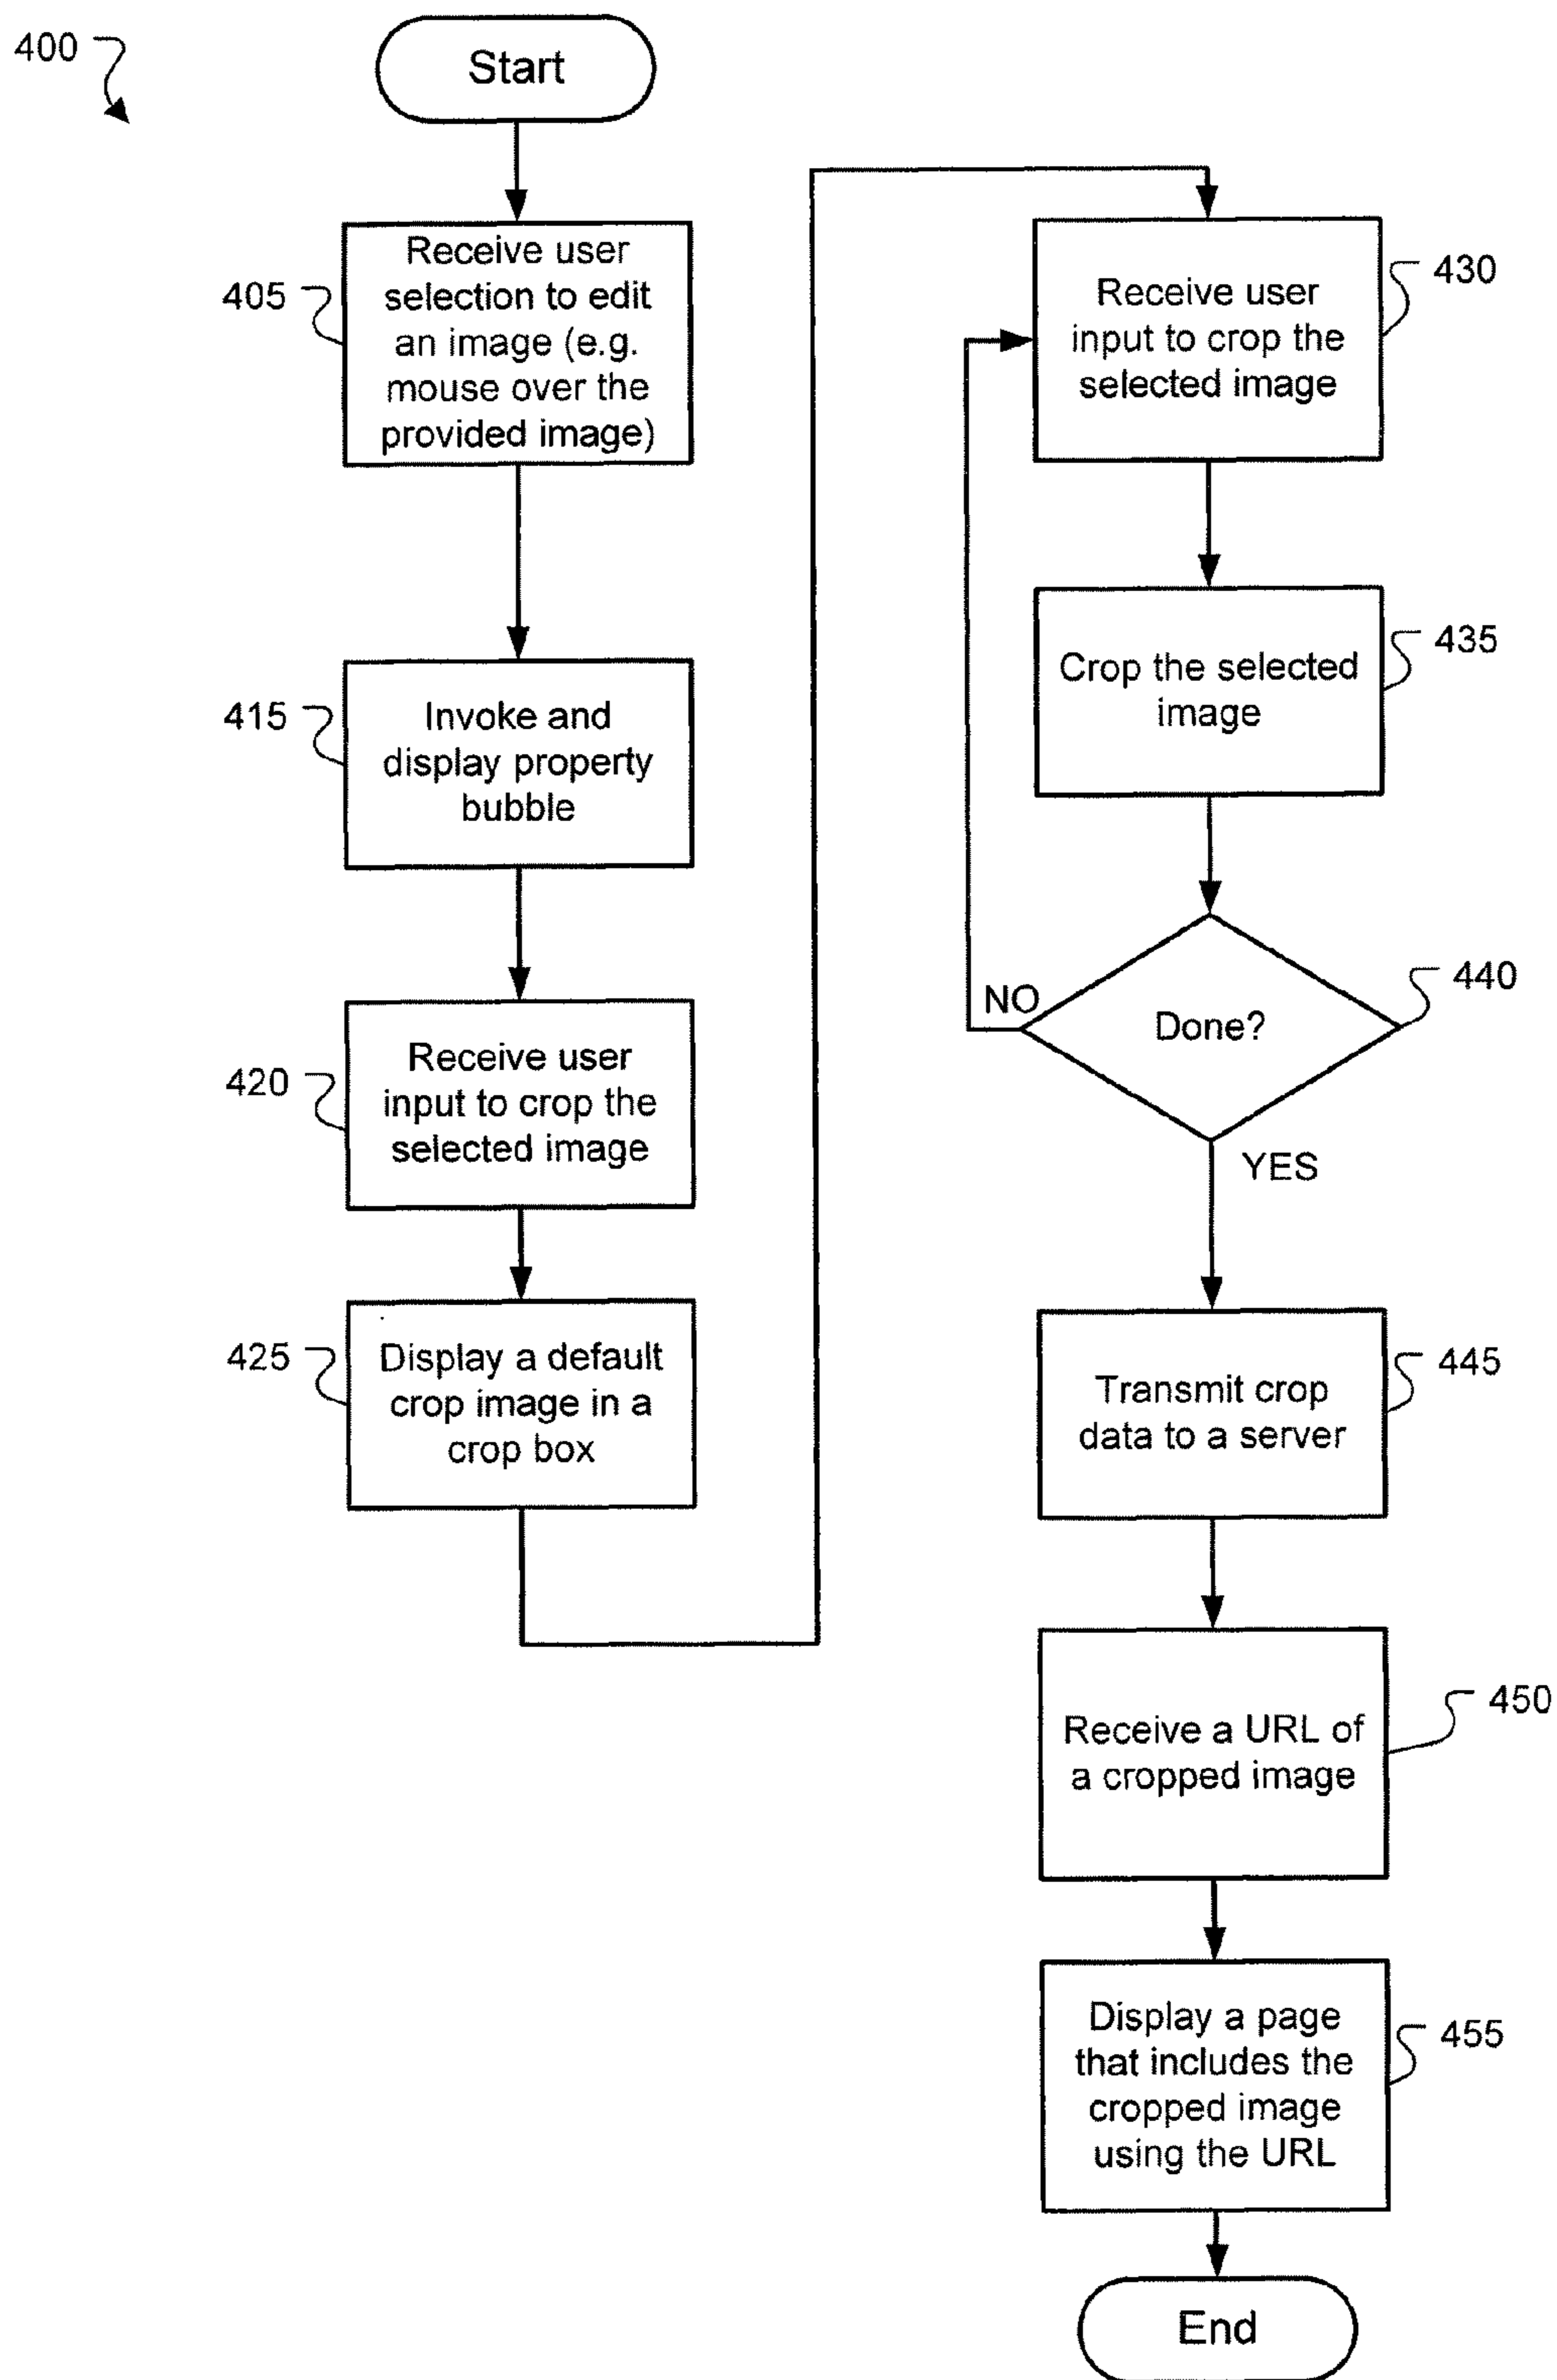 400
Start
405
Receive user
selection to edit
an image (e.g.
mouse over the
provided image)
415
Invoke and
display property
bubble
420
Receive user
input to crop the
selected image
425
Display a default
crop image in a
crop box
430
Receive user
input to crop the
selected image
435
Crop the selected
image
440
Done?
NO
YES
445
Transmit crop
data to a server
450
Receive a URL of
a cropped image
455
Display a page
that includes the
cropped image
using the URL
End